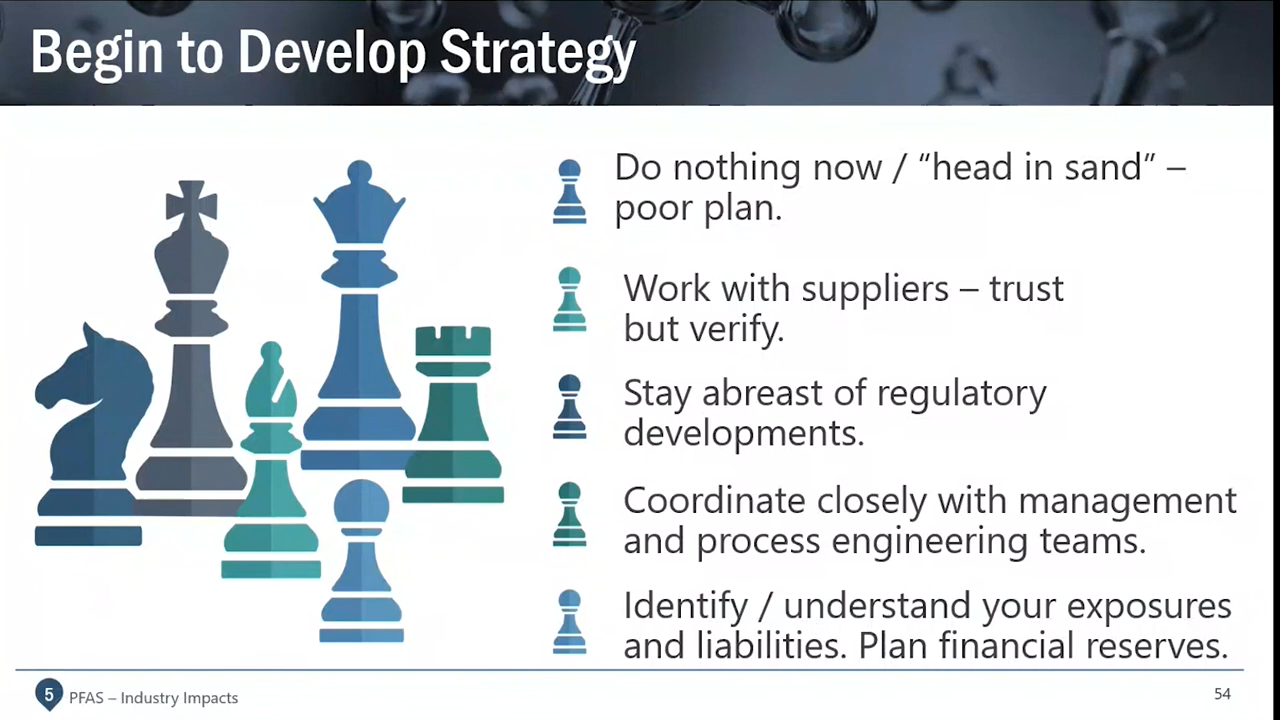 Begin to Develop Strategy
Do nothing now / “head in sand” –
poor plan.
Work with suppliers – trust
but verify.
Stay abreast of regulatory
developments.
Coordinate closely with management
and process engineering teams.
Identify / understand your exposures
and liabilities. Plan financial reserves.
5 PFAS – Industry Impacts
54